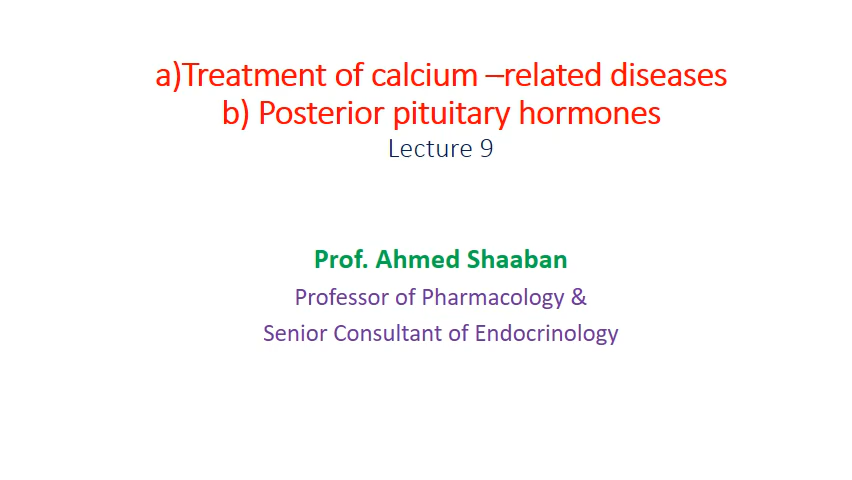 a)Treatment of calcium –related diseases
b) Posterior pituitary hormones
Lecture 9
Prof. Ahmed Shaaban
Professor of Pharmacology &
Senior Consultant of Endocrinology